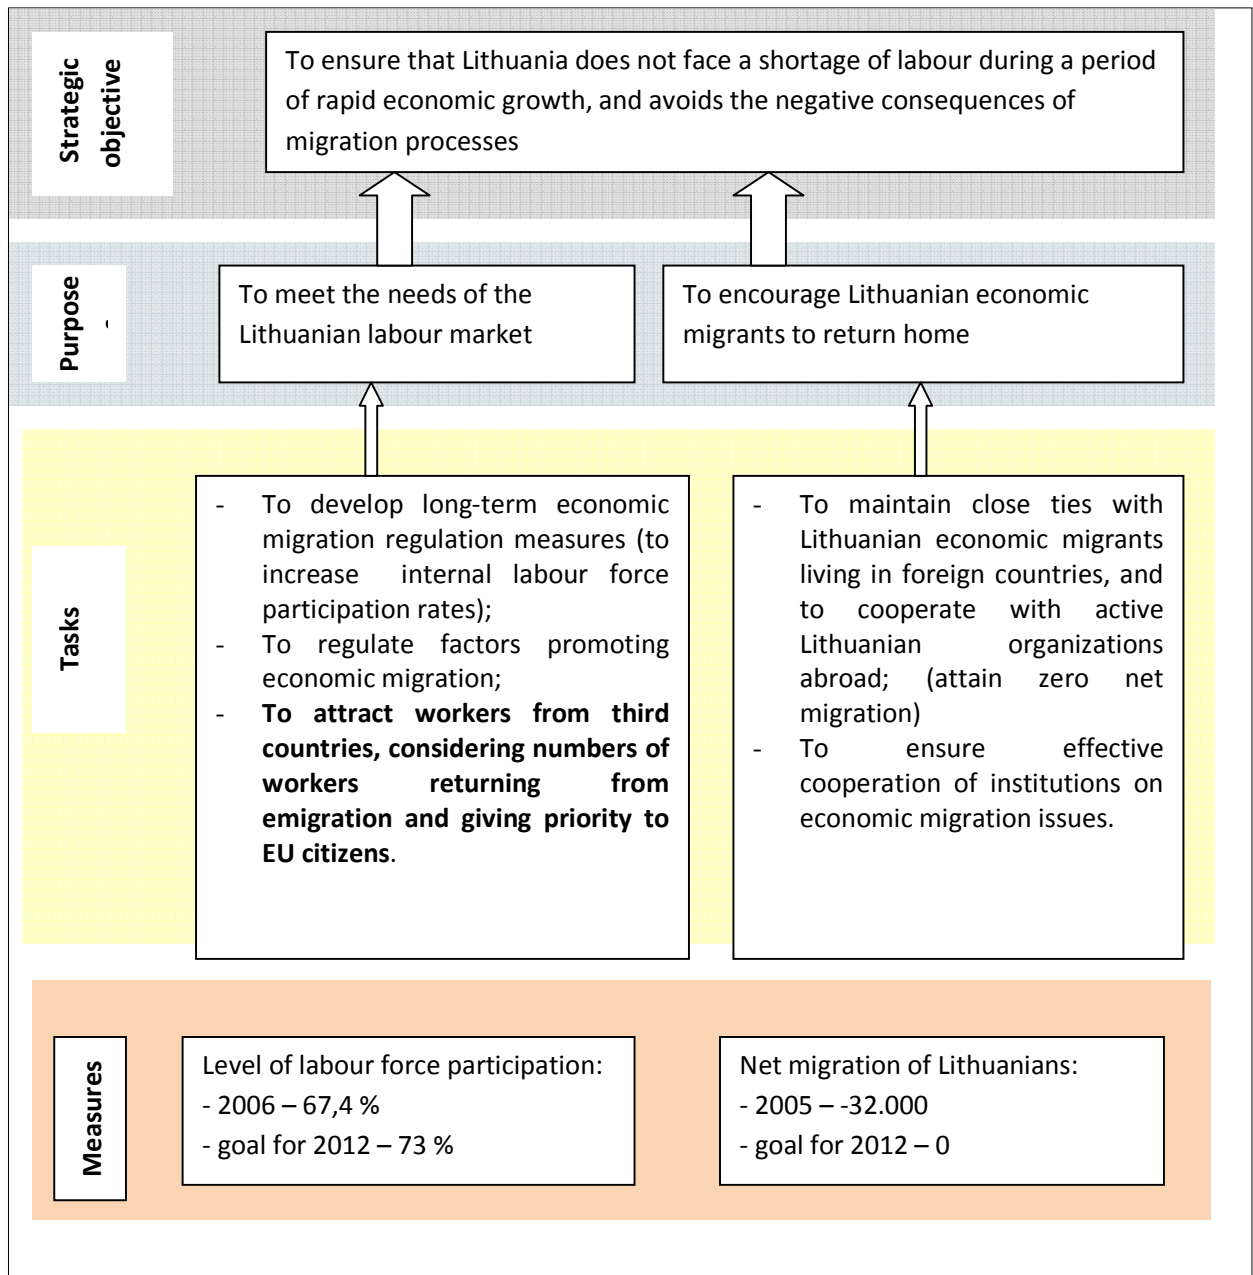 Strategic
objective
To ensure that Lithuania does not face a shortage of labour during a period
of rapid economic growth, and avoids the negative consequences of
migration processes
Purpose
To meet the needs of the
Lithuanian labour market
To encourage Lithuanian economic
migrants to return home
Tasks
- To develop long-term economic
migration regulation measures (to
increase internal labour force
participation rates);
- To regulate factors promoting
economic migration;
- To attract workers from third
countries, considering numbers of
workers returning from
emigration and giving priority to
EU citizens.
- To maintain close ties with
Lithuanian economic migrants
living in foreign countries, and
to cooperate with active
Lithuanian organizations
abroad; (attain zero net
migration)
- To ensure effective
cooperation of institutions on
economic migration issues.
Measures
Level of labour force participation:
- 2006 – 67,4 %
- goal for 2012 – 73 %
Net migration of Lithuanians:
- 2005 – -32.000
- goal for 2012 – 0